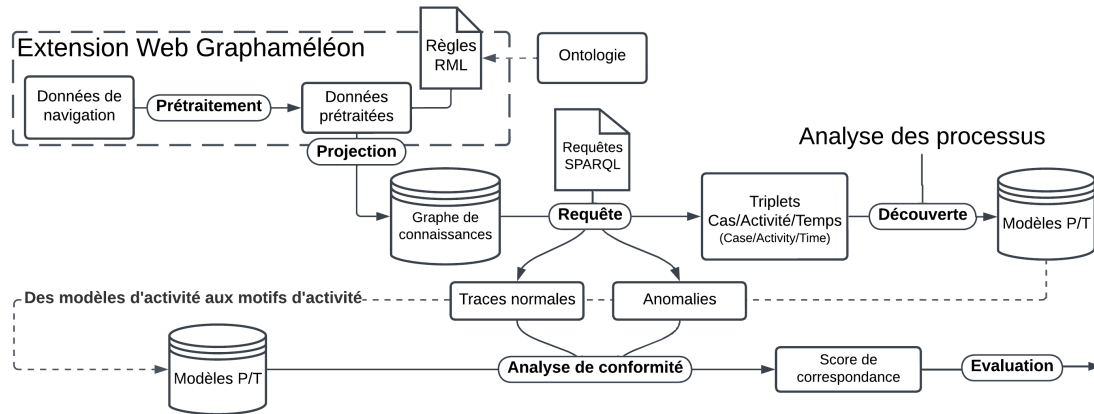 Extension Web Graphaméléon
Règles
RML
Ontologie
Données de
navigation
Prétraitement
Données
prétraitées
Projection
Requêtes
SPARQL
Analyse des processus
Graphe de
connaissances
Requête
Triplets
Cas/Activité/Temps
(Case/Activity/Time)
Découverte
Modèles P/T
Des modèles d'activité aux motifs d'activité
Traces normales
Anomalies
Modèles P/T
Analyse de conformité
Score de
correspondance
Evaluation